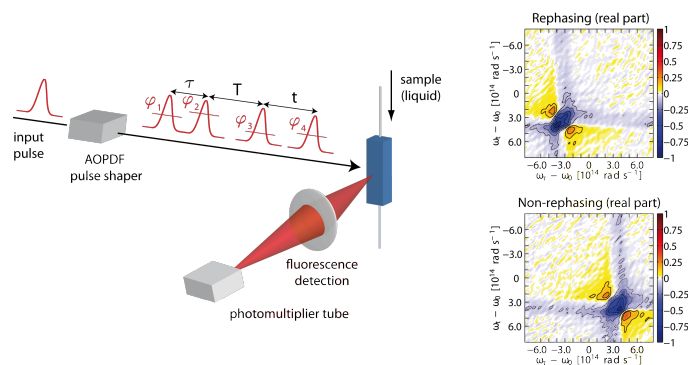 input
pulse
AOPDF
pulse shaper
φ1
φ2
φ3
φ4
τ
T
t
sample
(liquid)
fluorescence
detection
photomultiplier tube
Rephasing (real part)
-6.0
-3.0
0
3.0
6.0
ωt − ω0 [10^14 rad s^-1]
-6.0 -3.0 0 3.0 6.0
ωτ − ω0 [10^14 rad s^-1]
1
0.75
0.5
0.25
0
-0.25
-0.5
-0.75
-1
Non-rephasing (real part)
-6.0
-3.0
0
3.0
6.0
ωt − ω0 [10^14 rad s^-1]
-6.0 -3.0 0 3.0 6.0
ωτ − ω0 [10^14 rad s^-1]
1
0.75
0.5
0.25
0
-0.25
-0.5
-0.75
-1